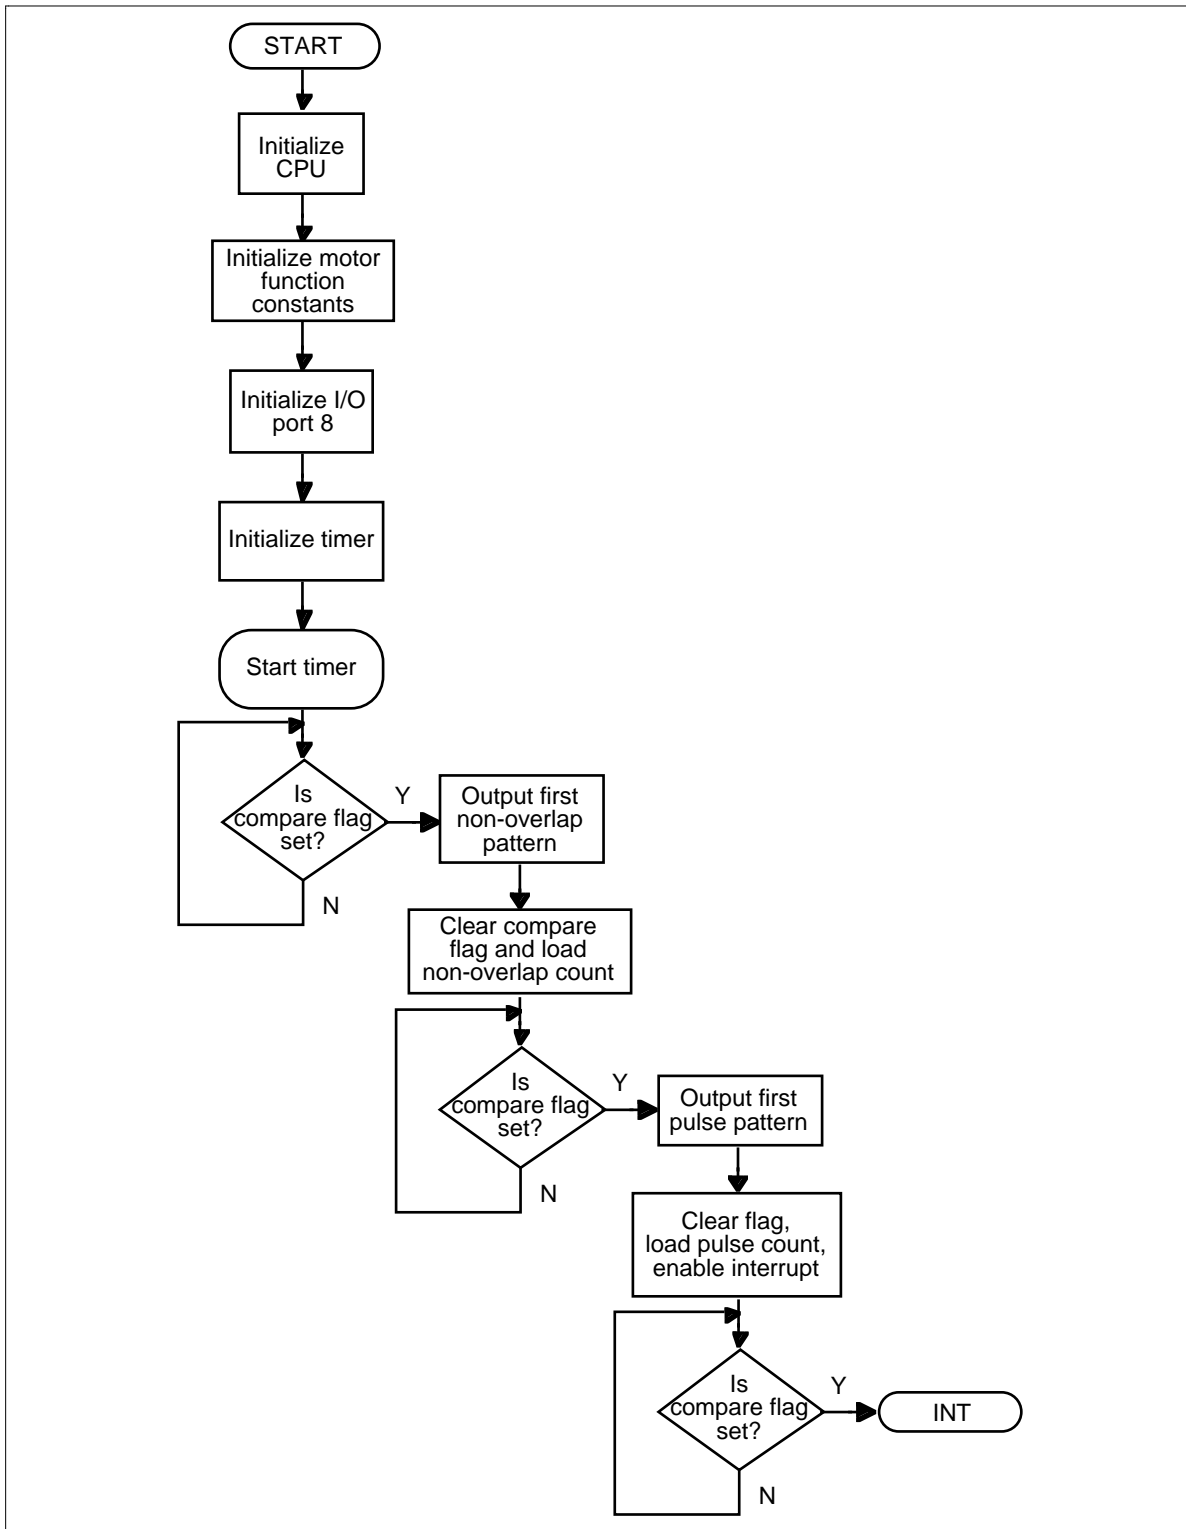 START
Initialize
CPU
Initialize motor
function
constants
Initialize I/O
port 8
Initialize timer
Start timer
Is
compare flag
set?
Y
N
Output first
non-overlap
pattern
Clear compare
flag and load
non-overlap count
Is
compare flag
set?
Y
N
Output first
pulse pattern
Clear flag,
load pulse count,
enable interrupt
Is
compare flag
set?
Y
N
INT